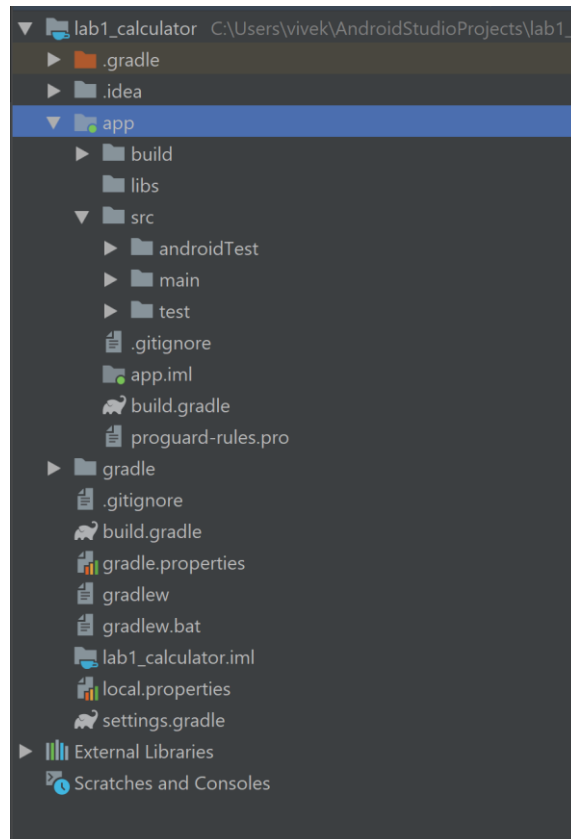 lab1_calculator C:\Users\vivek\AndroidStudioProjects\lab1_
.gradle
.idea
app
build
libs
src
androidTest
main
test
.gitignore
app.iml
build.gradle
proguard-rules.pro
gradle
.gitignore
build.gradle
gradle.properties
gradlew
gradlew.bat
lab1_calculator.iml
local.properties
settings.gradle
External Libraries
Scratches and Consoles